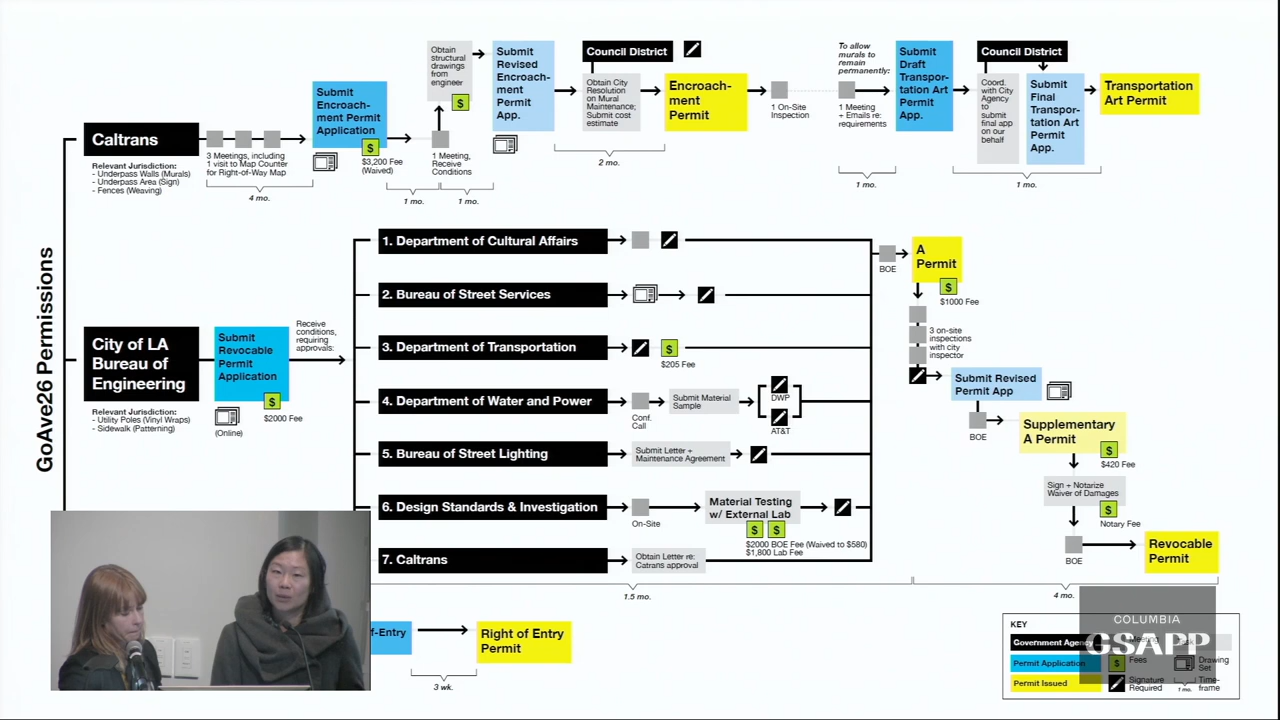 GoAve26 Permissions
Caltrans
Relevant Jurisdiction:
- Underpass Walls (Murals)
- Underpass Area (Sign)
- Fences (Weaving)
3 Meetings, including
1 visit to Map Counter
for Right-of-Way Map
4 mo.
Submit
Encroach-
ment Permit
Application
$
$3,200 Fee
(Waived)
1 mo.
1 Meeting,
Receive
Conditions
1 mo.
Obtain
structural
drawings
from
engineer
$
Submit
Revised
Encroach-
ment
Permit
App.
Council District
Obtain City
Resolution
on Mural
Maintenance;
Submit cost
estimate
2 mo.
Encroach-
ment
Permit
1 On-Site
Inspection
To allow
murals to
remain
permanently:
1 Meeting
+ Emails re:
requirements
1 mo.
Submit
Draft
Transpor-
tation Art
Permit
App.
Council District
Coord.
with City
Agency
to
submit
final app
on our
behalf
Submit
Final
Transpor-
tation Art
Permit
App.
1 mo.
Transportation
Art Permit
City of LA
Bureau of
Engineering
Relevant Jurisdiction:
- Utility Poles (Vinyl Wraps)
- Sidewalk (Patterning)
Submit
Revocable
Permit
Application
$
$2000 Fee
(Online)
Receive
conditions,
requiring
approvals:
1. Department of Cultural Affairs
2. Bureau of Street Services
3. Department of Transportation
$
$205 Fee
4. Department of Water and Power
Conf.
Call
Submit Material
Sample
DWP
AT&T
5. Bureau of Street Lighting
Submit Letter +
Maintenance Agreement
6. Design Standards & Investigation
On-Site
Material Testing
w/ External Lab
$ $
$2000 BOE Fee (Waived to $580)
$1,800 Lab Fee
7. Caltrans
Obtain Letter re:
Catrans approval
1.5 mo.
BOE
A
Permit
$
$1000 Fee
3 on-site
inspections
with city
inspector
Submit Revised
Permit App
BOE
Supplementary
A Permit
$
$420 Fee
Sign + Notarize
Waiver of Damages
$
Notary Fee
BOE
Revocable
Permit
4 mo.
f-Entry
3 wk.
Right of Entry
Permit
KEY
Government Agency
Permit Application
Permit Issued
Meeting
$
Fees
Signature
Required
Drawing
Set
1 mo.
Time-
frame
COLUMBIA
GSAPP